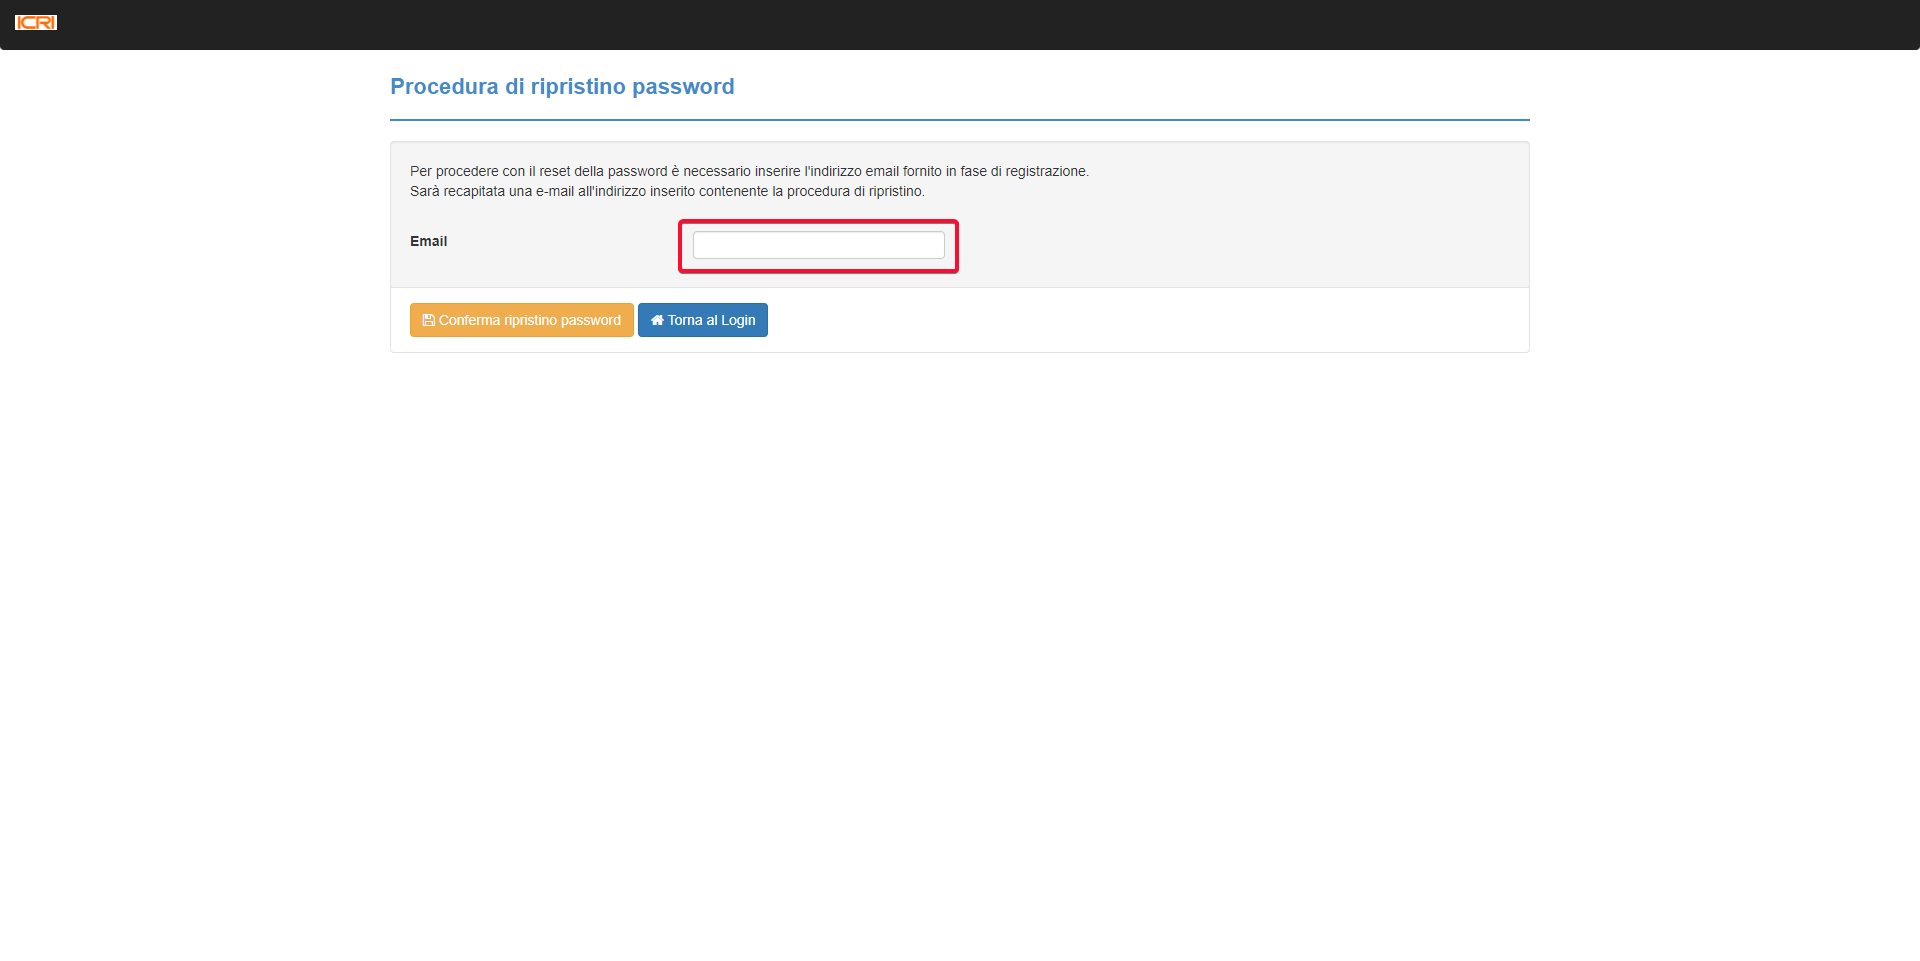 ICRI
Procedura di ripristino password
Per procedere con il reset della password è necessario inserire l'indirizzo email fornito in fase di registrazione.
Sarà recapitata una e-mail all'indirizzo inserito contenente la procedura di ripristino.
Email
Conferma ripristino password Torna al Login